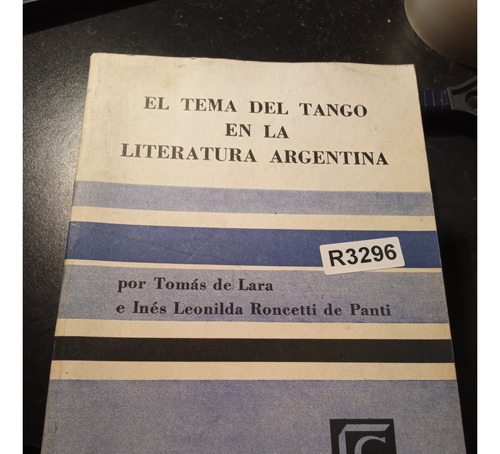 EL TEMA DEL TANGO
EN LA
LITERATURA ARGENTINA
R3296
por Tomás de Lara
e Inés Leonilda Roncetti de Panti
C